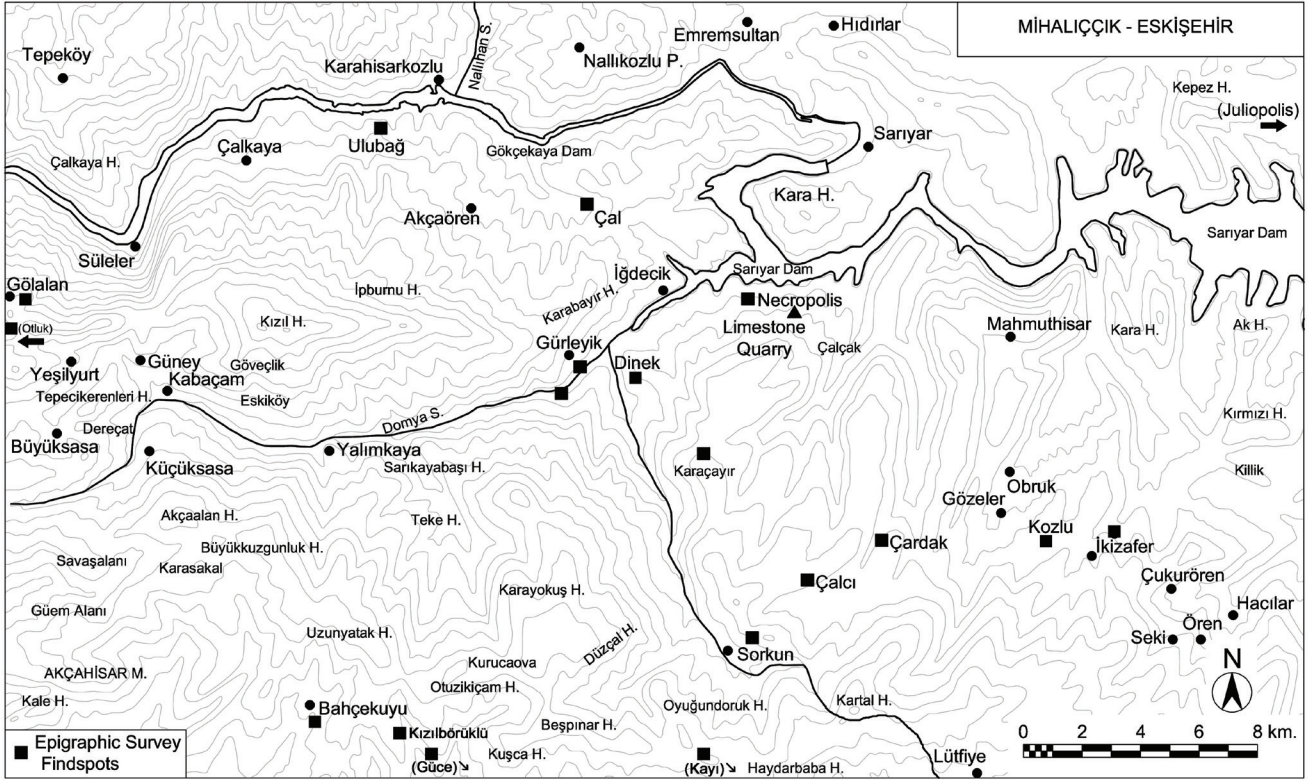 MİHALIÇÇIK - ESKİŞEHİR
Emremsultan
Hıdırlar
Tepeköy
Karahisarkozlu
Nallıhan S.
Nallıkozlu P.
Kepez H.
(Juliopolis)
Çalkaya H.
Çalkaya
Ulubağ
Gökçekaya Dam
Sarıyar
Akçaören
Çal
Kara H.
Süleler
Sarıyar Dam
Gölalan
İpburnu H.
İğdecik
Sarıyar Dam
Karabayır H.
Necropolis
Kızıl H.
(Otluk)
Limestone
Quarry
Çalçak
Mahmuthisar
Kara H.
Ak H.
Gürleyik
Dinek
Güney
Göveçlik
Yeşilyurt
Kabaçam
Tepecikerenleri H.
Eskiköy
Domya S.
Kırmızı H.
Dereçat
Büyüksasa
Küçüksasa
Yalımkaya
Sarıkayabaşı H.
Karaçayır
Killik
Obruk
Gözeler
Akçaalan H.
Teke H.
Kozlu
Çardak
İkizafer
Büyükkuzgunluk H.
Savaşalanı
Karasakal
Çalcı
Çukurören
Karayokuş H.
Güem Alanı
Hacılar
Ören
Seki
Uzunyatak H.
Düzçal H.
Sorkun
Kurucaova
AKÇAHİSAR M.
Otuzikiçam H.
N
Kale H.
Bahçekuyu
Oyuğundoruk H.
Kartal H.
Kızılbörüklü
Beşpınar H.
0 2 4 6 8 km.
Epigraphic Survey
Findspots
(Güce)
Kuşca H.
(Kayı)
Haydarbaba H.
Lütfiye